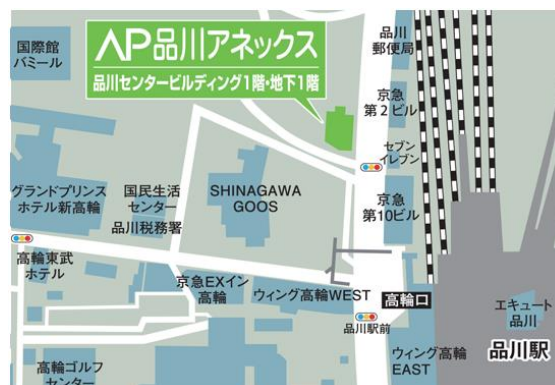 国際館
パミール
AP品川アネックス
品川センタービルディング1階・地下1階
品川
郵便局
京急
第2ビル
セブン
イレブン
グランドプリンス
ホテル新高輪
国民生活
センター
品川税務署
SHINAGAWA
GOOS
京急
第10ビル
高輪東武
ホテル
京急EXイン
高輪
ウィング高輪WEST
高輪口
品川駅前
エキュート
品川
品川駅
ウィング高輪
EAST
高輪ゴルフ
センター